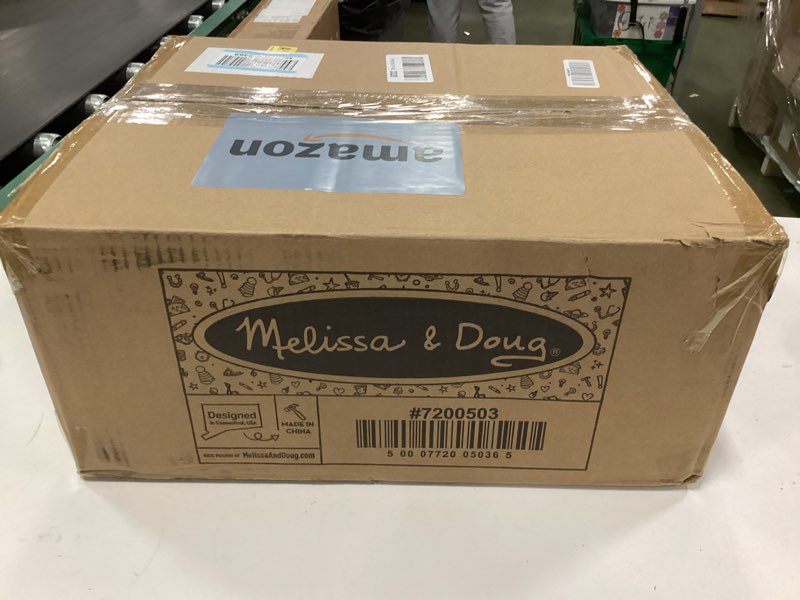 amazon
Melissa & Doug®
Designed
in Connecticut, USA
MADE IN
CHINA
MelissaAndDoug.com
#7200503
5 00 07720 05036 5